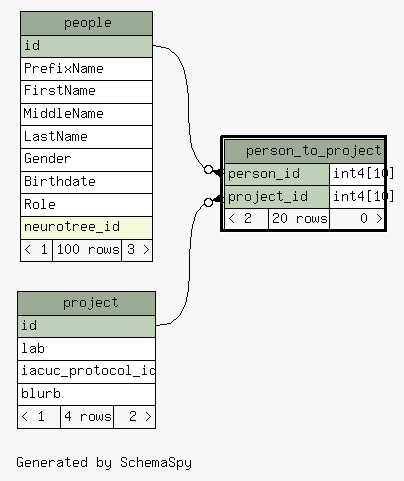 people
id
PrefixName
FirstName
MiddleName
LastName
Gender
Birthdate
Role
neurotree_id
< 1 100 rows 3 >
person_to_project
person_id int4[10]
project_id int4[10]
< 2 20 rows 0 >
project
id
lab
iacuc_protocol_id
blurb
< 1 4 rows 2 >
Generated by SchemaSpy